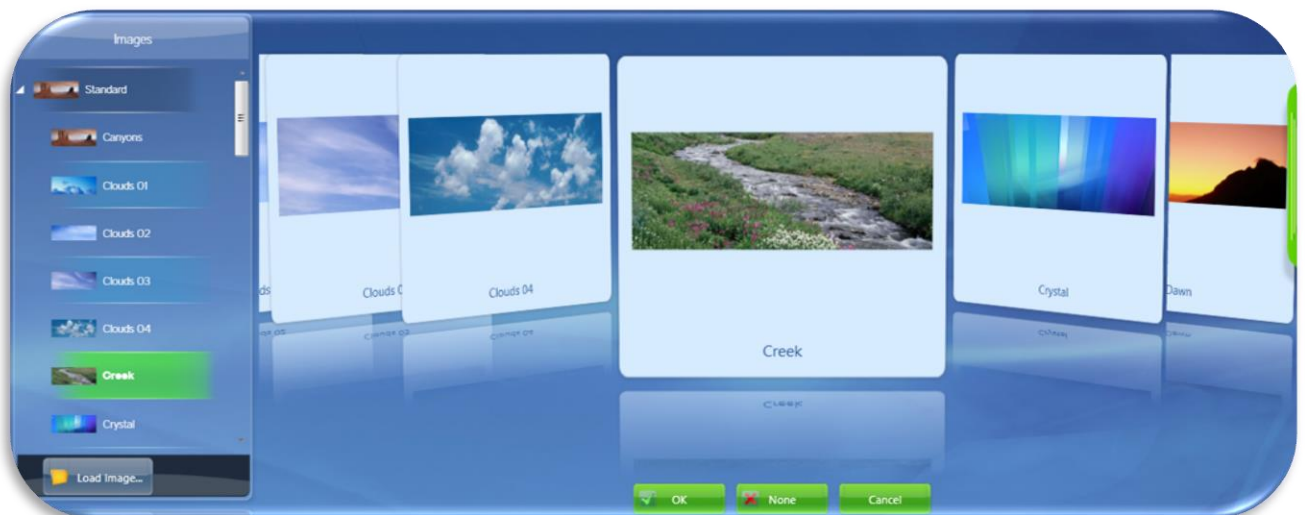 Images
Standard
Canyons
Clouds 01
Clouds 02
Clouds 03
Clouds 04
Creek
Crystal
Load Image...
Clouds
Clouds 04
Creek
Crystal
Dawn
OK
None
Cancel